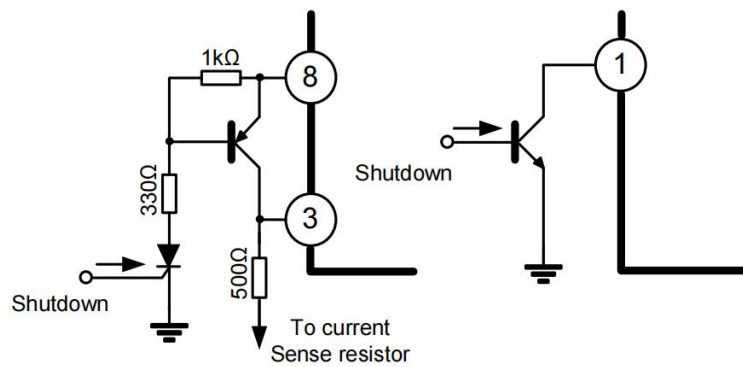 1kΩ
8
1
330Ω
Shutdown
3
500Ω
Shutdown
To current
Sense resistor